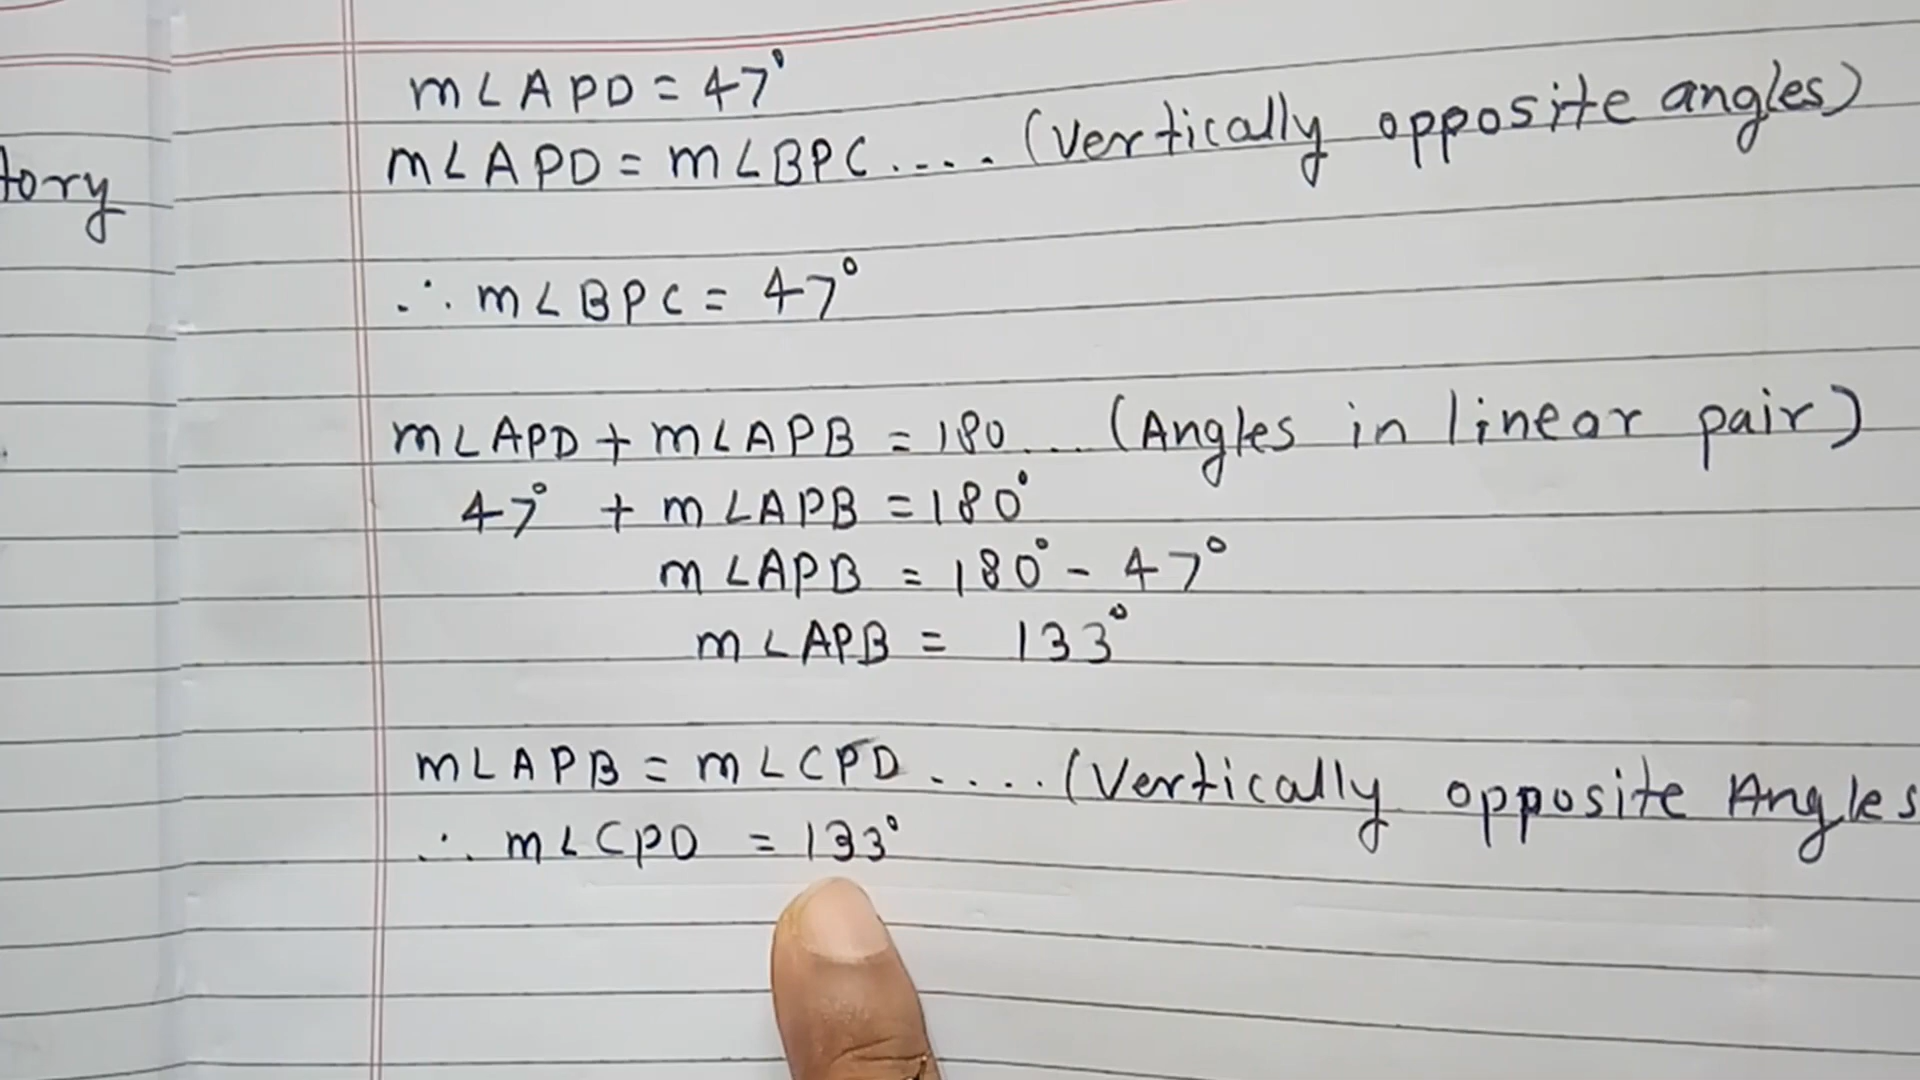 m∠APD = 47°
m∠APD = m∠BPC .... (Vertically opposite angles)
tory
∴ m∠BPC = 47°
m∠APD + m∠APB = 180 ... (Angles in linear pair)
47° + m∠APB = 180°
m∠APB = 180° - 47°
m∠APB = 133°
m∠APB = m∠CPD .... (Vertically opposite Angles
∴ m∠CPD = 133°